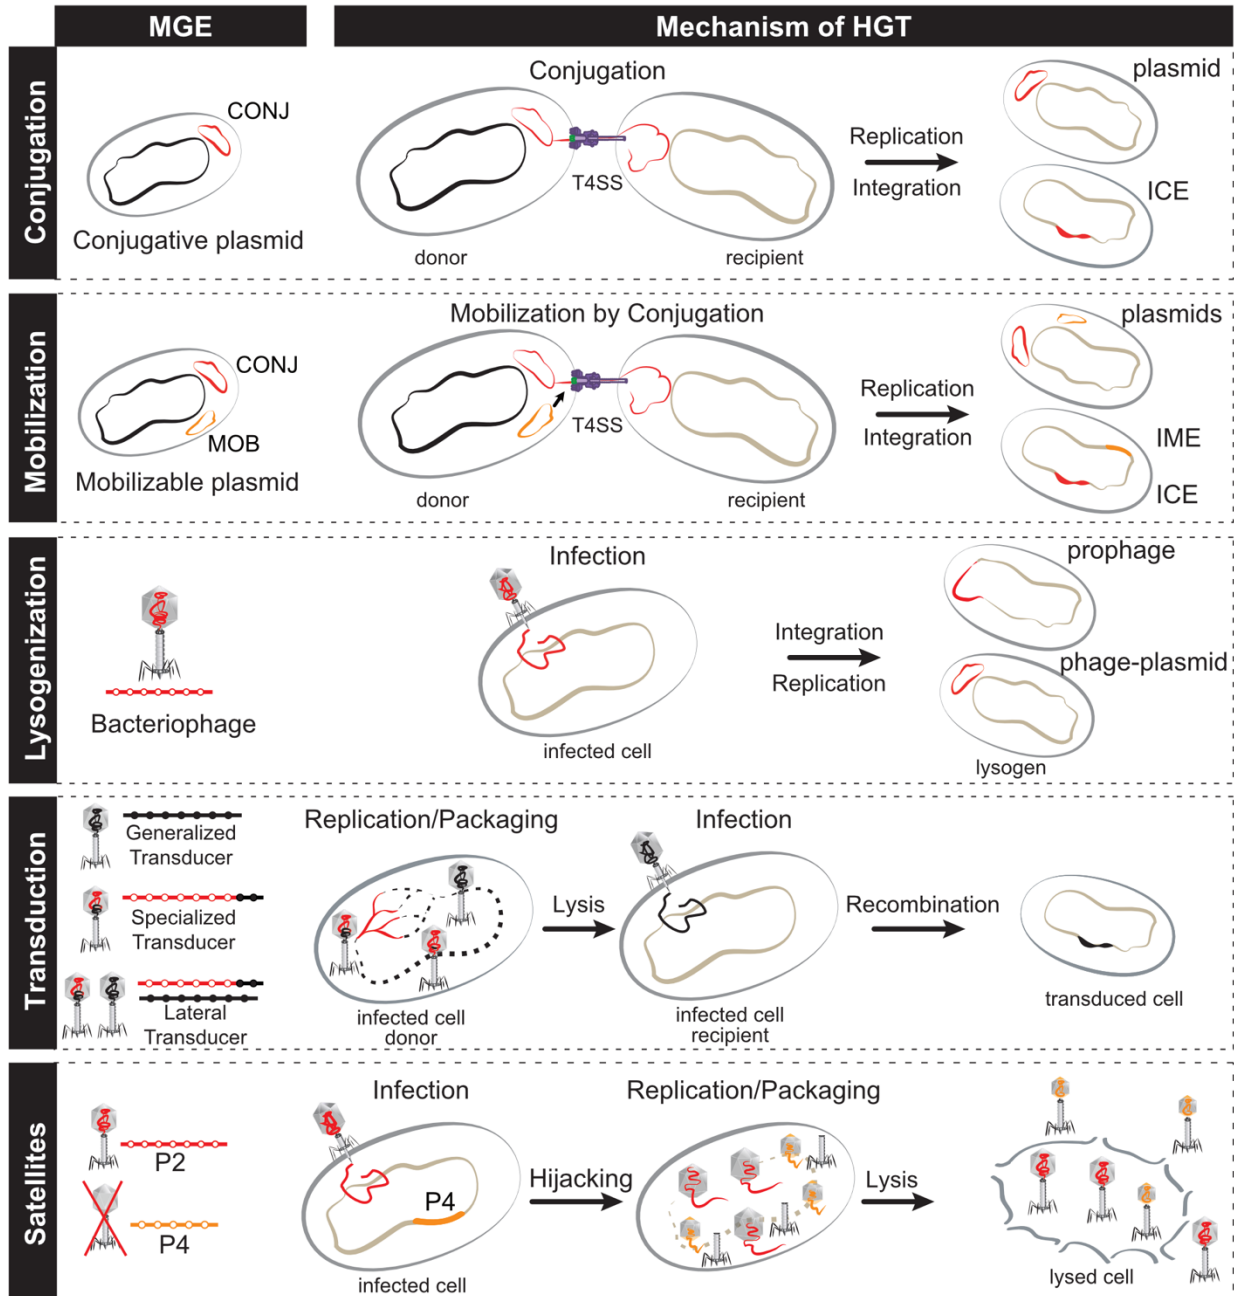 MGE
Mechanism of HGT
Conjugation
CONJ
Conjugative plasmid
Conjugation
T4SS
donor
recipient
Replication
Integration
plasmid
ICE
Mobilization
CONJ
MOB
Mobilizable plasmid
Mobilization by Conjugation
T4SS
donor
recipient
Replication
Integration
plasmids
IME
ICE
Lysogenization
Bacteriophage
Infection
infected cell
Integration
Replication
prophage
phage-plasmid
lysogen
Transduction
Generalized
Transducer
Specialized
Transducer
Lateral
Transducer
Replication/Packaging
infected cell
donor
Lysis
Infection
infected cell
recipient
Recombination
transduced cell
Satellites
P2
P4
Infection
P4
infected cell
Hijacking
Replication/Packaging
Lysis
lysed cell